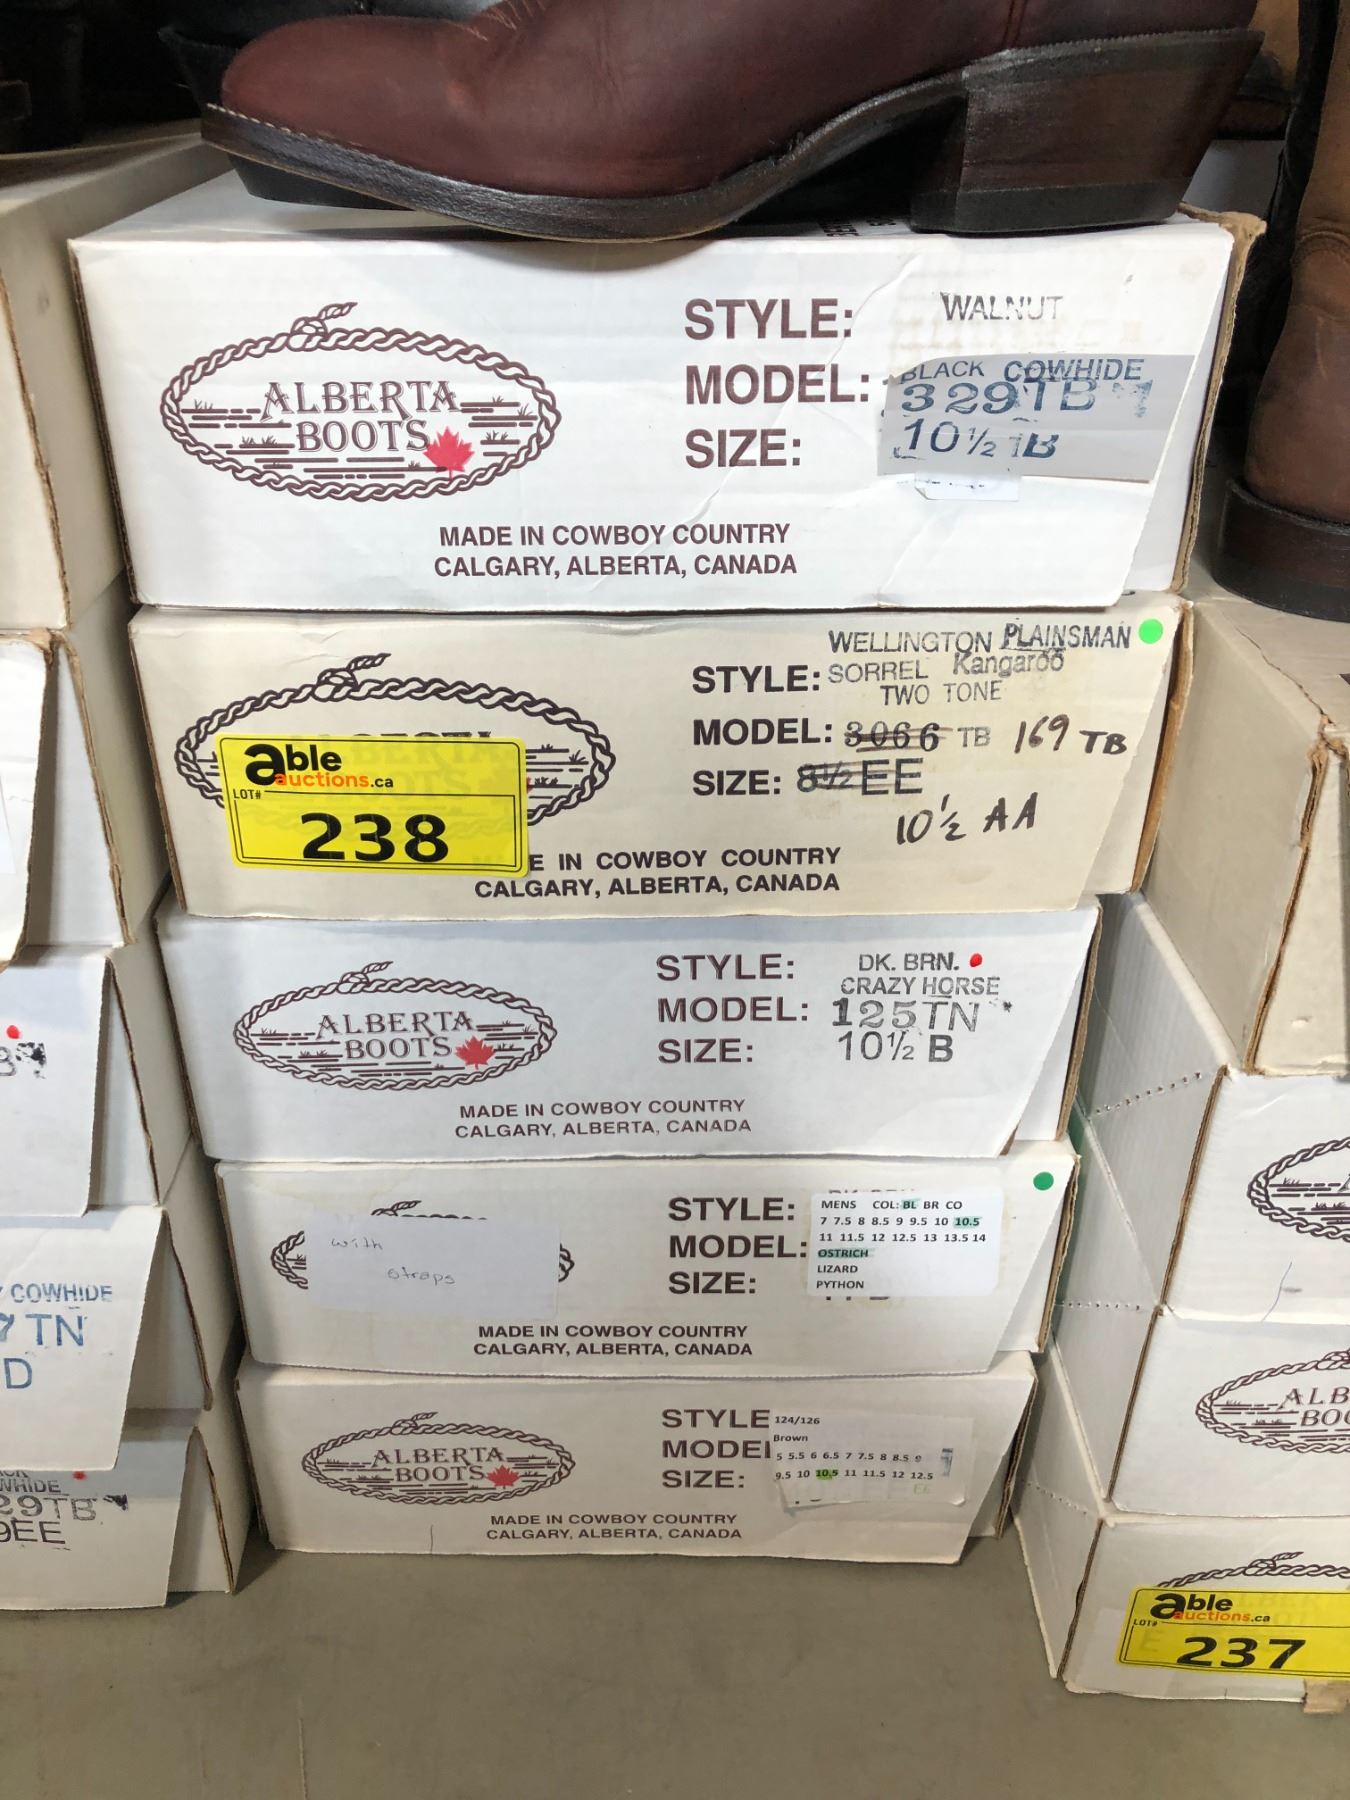 ALBERTA
BOOTS
STYLE: WALNUT
MODEL: BLACK COWHIDE
329TB
SIZE: 10½ B
MADE IN COWBOY COUNTRY
CALGARY, ALBERTA, CANADA
WELLINGTON PLAINSMAN
STYLE: SORREL Kangaroo
TWO TONE
MODEL: 3066 TB 169 TB
SIZE: 8½ EE
10½ AA
able
auctions.ca
LOT#
238
E IN COWBOY COUNTRY
CALGARY, ALBERTA, CANADA
ALBERTA
BOOTS
STYLE: DK. BRN.
CRAZY HORSE
MODEL: 125TN
SIZE: 10½ B
MADE IN COWBOY COUNTRY
CALGARY, ALBERTA, CANADA
with
straps
STYLE:
MODEL:
SIZE:
MENS COL: BL BR CO
7 7.5 8 8.5 9 9.5 10 10.5
11 11.5 12 12.5 13 13.5 14
OSTRICH
LIZARD
PYTHON
MADE IN COWBOY COUNTRY
CALGARY, ALBERTA, CANADA
ALBERTA
BOOTS
STYLE
MODEL
SIZE:
124/126
Brown
5 5.5 6 6.5 7 7.5 8 8.5 9
9.5 10 10.5 11 11.5 12 12.5
EE
MADE IN COWBOY COUNTRY
CALGARY, ALBERTA, CANADA
COWHIDE
7 TN
D
WHIDE
29TB
9EE
ALB
BOO
able
auctions.ca
LOT#
237